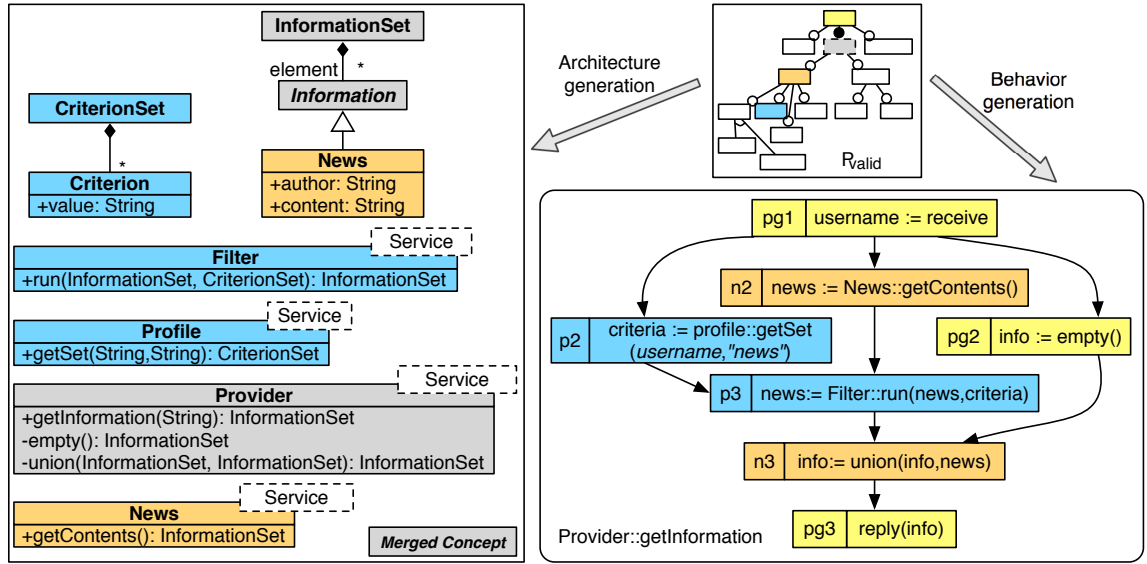 InformationSet
element
*
Information
CriterionSet
*
Criterion
+value: String
News
+author: String
+content: String
Service
Filter
+run(InformationSet, CriterionSet): InformationSet
Service
Profile
+getSet(String,String): CriterionSet
Service
Provider
+getInformation(String): InformationSet
-empty(): InformationSet
-union(InformationSet, InformationSet): InformationSet
Service
News
+getContents(): InformationSet
Merged Concept
Architecture
generation
Rvalid
Behavior
generation
pg1 username := receive
n2 news := News::getContents()
p2 criteria := profile::getSet
(username,"news")
pg2 info := empty()
p3 news:= Filter::run(news,criteria)
n3 info:= union(info,news)
pg3 reply(info)
Provider::getInformation